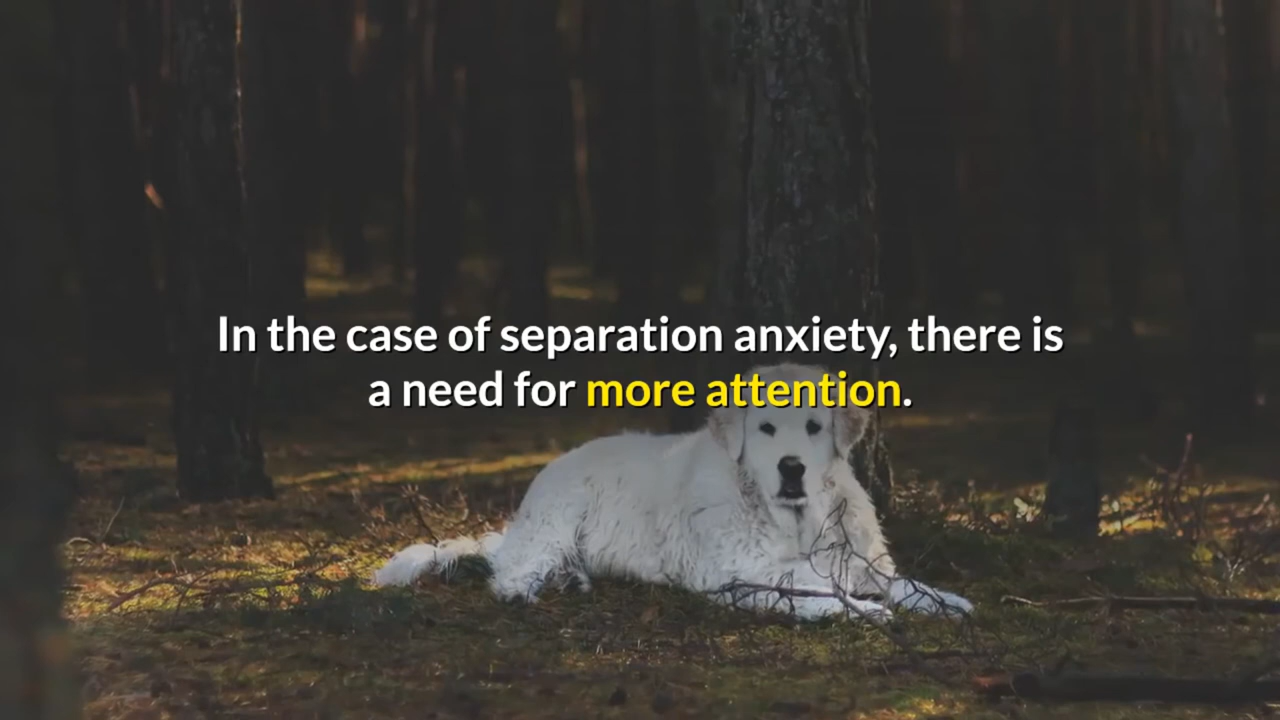 In the case of separation anxiety, there is
a need for more attention.